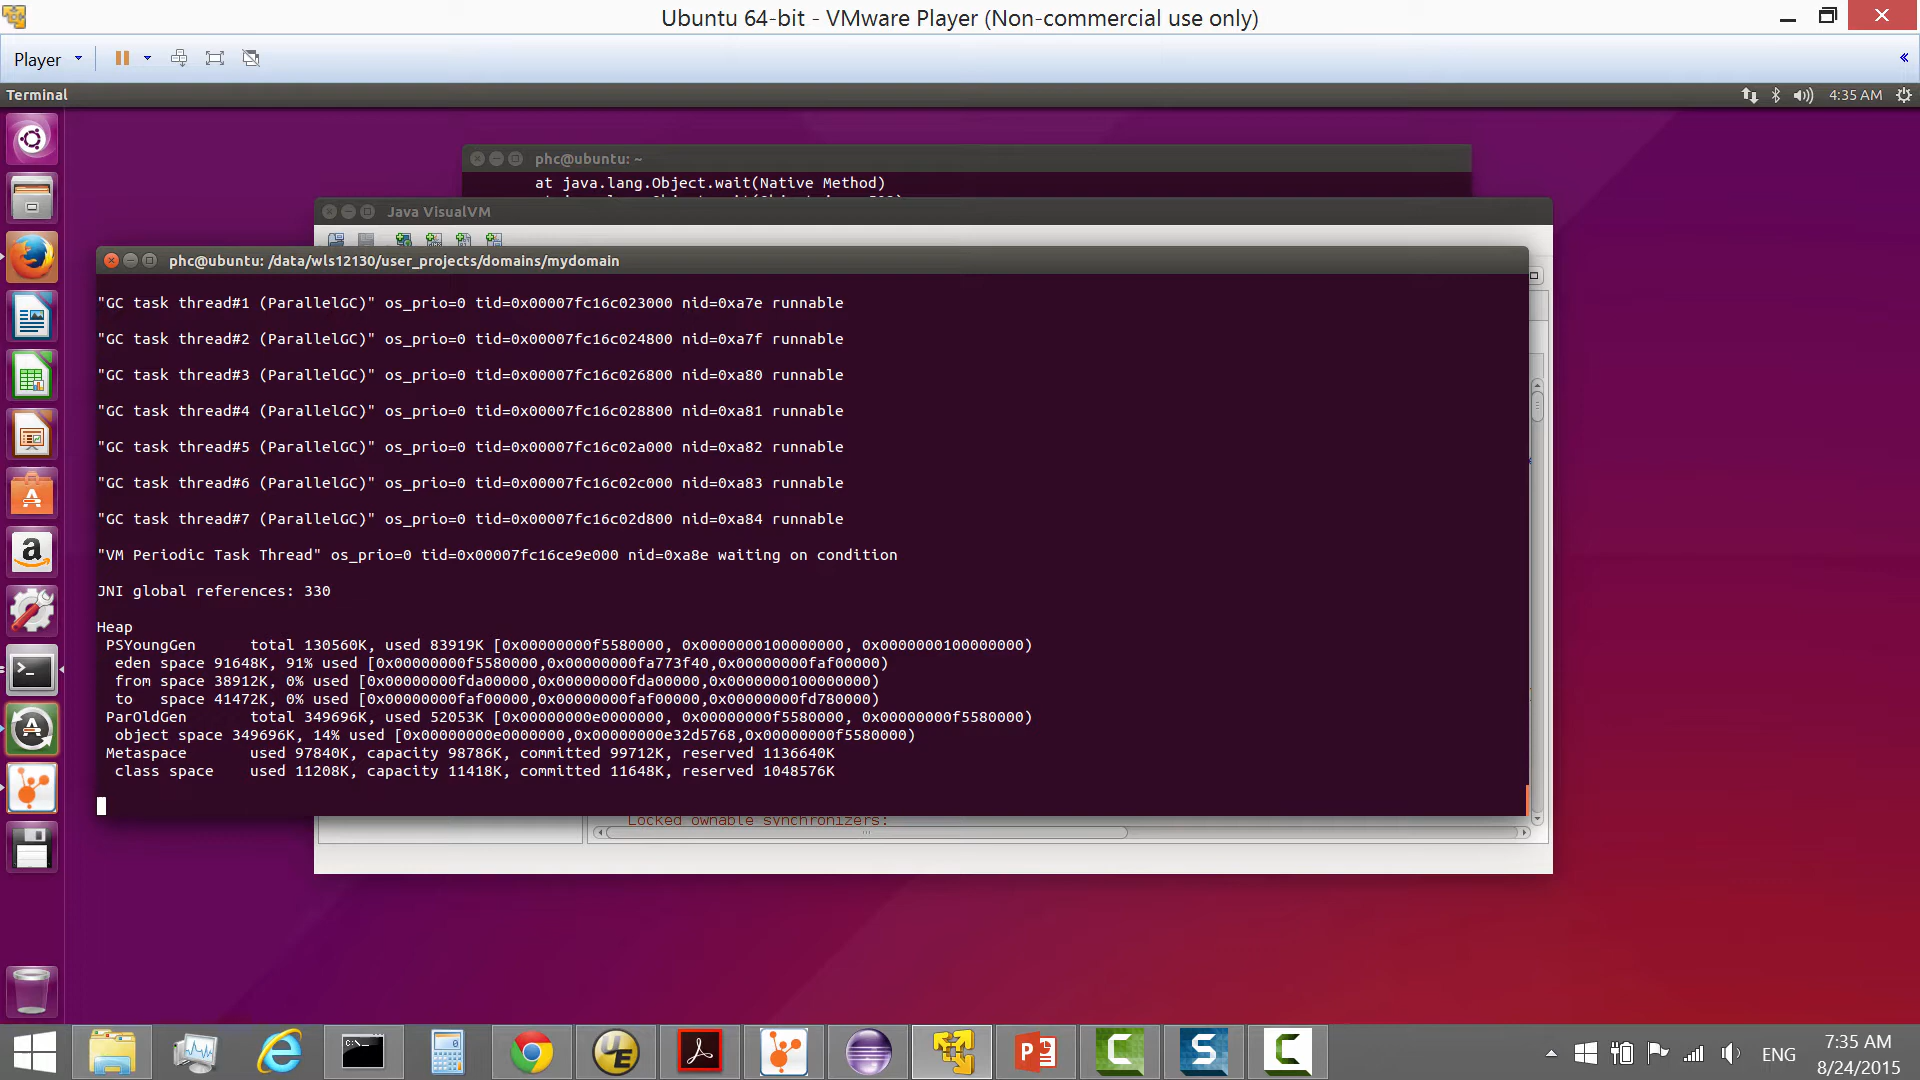 Ubuntu 64-bit - VMware Player (Non-commercial use only)
Player
Terminal
4:35 AM
phc@ubuntu: ~
at java.lang.Object.wait(Native Method)
Java VisualVM
phc@ubuntu: /data/wls12130/user_projects/domains/mydomain
"GC task thread#1 (ParallelGC)" os_prio=0 tid=0x00007fc16c023000 nid=0xa7e runnable
"GC task thread#2 (ParallelGC)" os_prio=0 tid=0x00007fc16c024800 nid=0xa7f runnable
"GC task thread#3 (ParallelGC)" os_prio=0 tid=0x00007fc16c026800 nid=0xa80 runnable
"GC task thread#4 (ParallelGC)" os_prio=0 tid=0x00007fc16c028800 nid=0xa81 runnable
"GC task thread#5 (ParallelGC)" os_prio=0 tid=0x00007fc16c02a000 nid=0xa82 runnable
"GC task thread#6 (ParallelGC)" os_prio=0 tid=0x00007fc16c02c000 nid=0xa83 runnable
"GC task thread#7 (ParallelGC)" os_prio=0 tid=0x00007fc16c02d800 nid=0xa84 runnable
"VM Periodic Task Thread" os_prio=0 tid=0x00007fc16ce9e000 nid=0xa8e waiting on condition
JNI global references: 330
Heap
PSYoungGen total 130560K, used 83919K [0x00000000f5580000, 0x0000000100000000, 0x0000000100000000)
eden space 91648K, 91% used [0x00000000f5580000,0x00000000fa773f40,0x00000000faf00000)
from space 38912K, 0% used [0x00000000fda00000,0x00000000fda00000,0x0000000100000000)
to space 41472K, 0% used [0x00000000faf00000,0x00000000faf00000,0x00000000fd780000)
ParOldGen total 349696K, used 52053K [0x00000000e0000000, 0x00000000f5580000, 0x00000000f5580000)
object space 349696K, 14% used [0x00000000e0000000,0x00000000e32d5768,0x00000000f5580000)
Metaspace used 97840K, capacity 98786K, committed 99712K, reserved 1136640K
class space used 11208K, capacity 11418K, committed 11648K, reserved 1048576K
Locked ownable synchronizers:
ENG
7:35 AM
8/24/2015